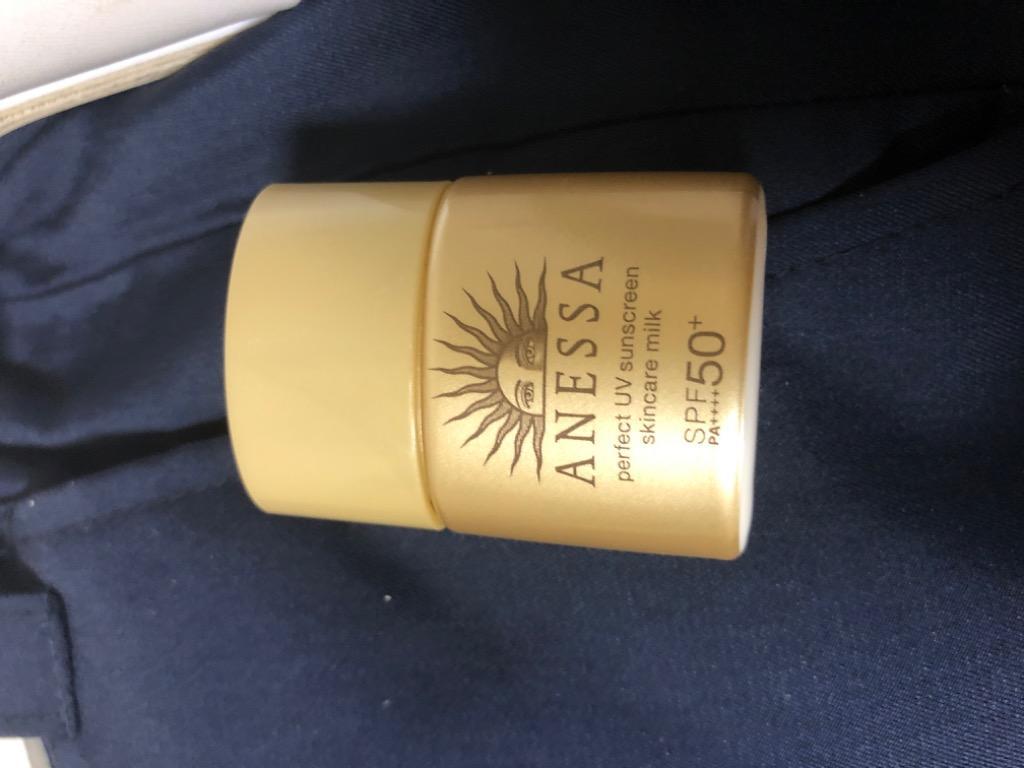 ANESSA
perfect UV sunscreen
skincare milk
SPF50+
PA++++